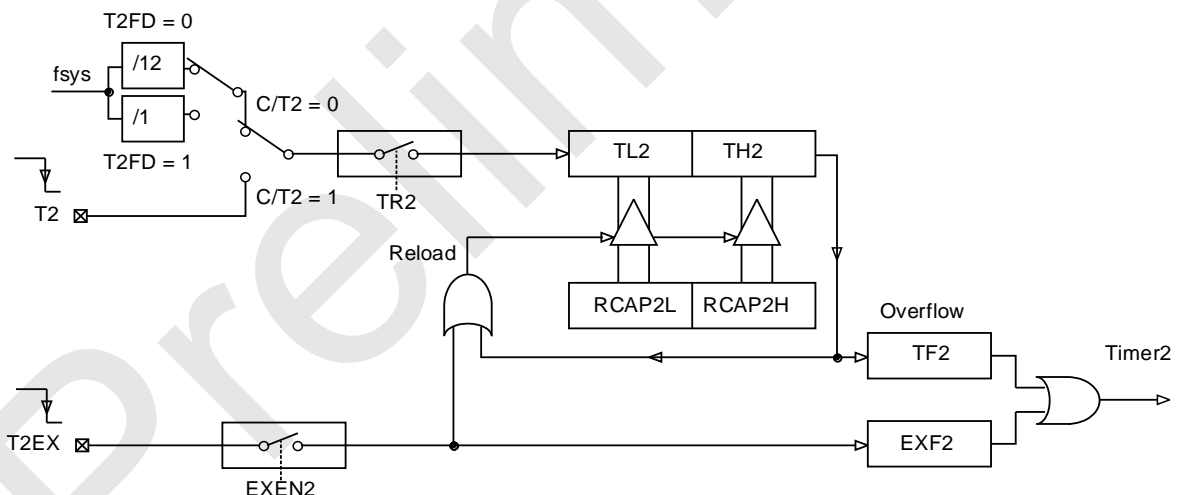 T2FD = 0
/12
fsys
C/T2 = 0
/1
T2FD = 1
TL2
TH2
T2
C/T2 = 1
TR2
Reload
RCAP2L
RCAP2H
Overflow
TF2
Timer2
T2EX
EXF2
EXEN2
Prelim